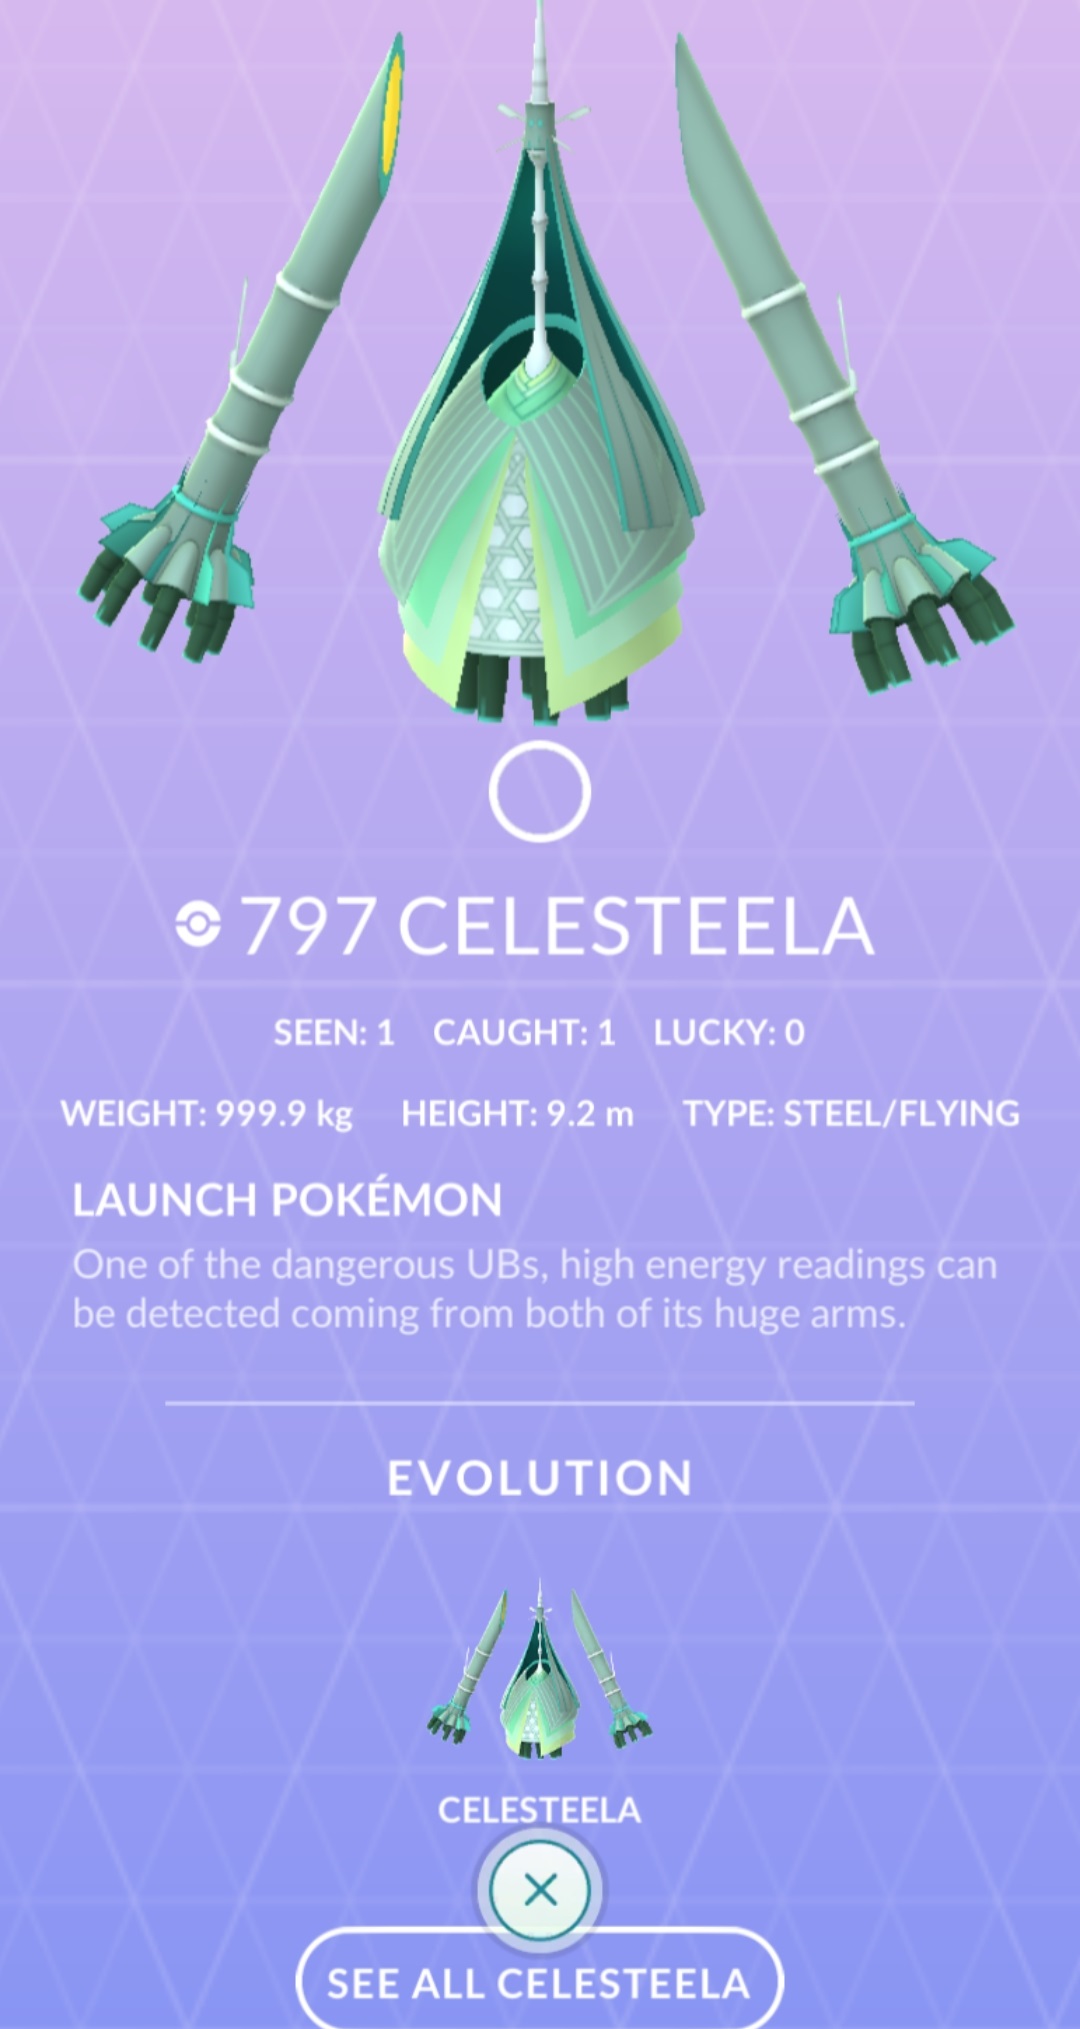 797 CELESTEELA
SEEN: 1 CAUGHT: 1 LUCKY: 0
WEIGHT: 999.9 kg HEIGHT: 9.2 m TYPE: STEEL/FLYING
LAUNCH POKÉMON
One of the dangerous UBs, high energy readings can
be detected coming from both of its huge arms.
EVOLUTION
CELESTEELA
SEE ALL CELESTEELA